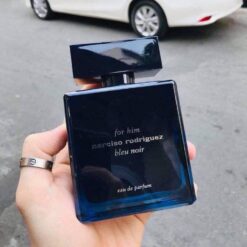 for him
narciso rodriguez
bleu noir
eau de parfum